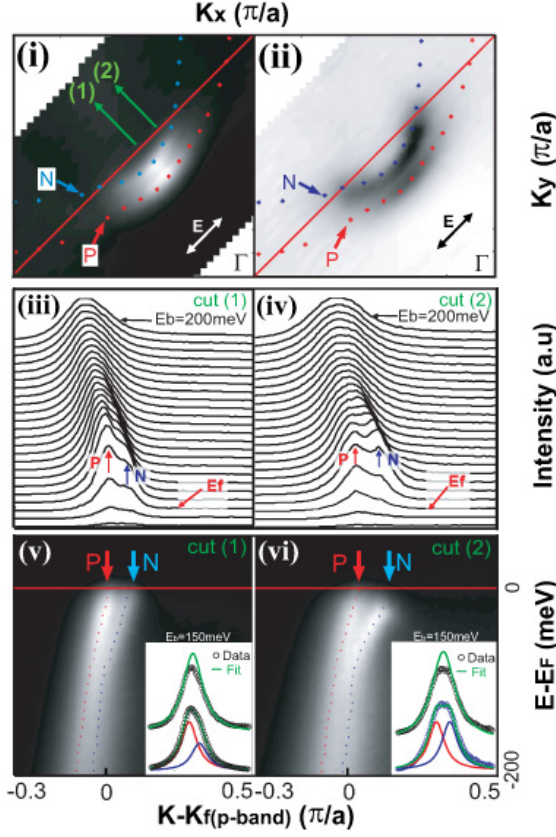 Kx (π/a)
(i)
(2)
(1)
N
P
E
Γ
(ii)
N
P
E
Γ
Ky (π/a)
(iii)
cut (1)
Eb=200meV
P
N
Ef
(iv)
cut (2)
Eb=200meV
P
N
Ef
Intensity (a.u)
(v)
cut (1)
P
N
Eb=150meV
Data
Fit
(vi)
cut (2)
P
N
Eb=150meV
Data
Fit
0
-200
E-EF (meV)
-0.3
0
0.5
-0.3
0
0.5
K-Kf(p-band) (π/a)